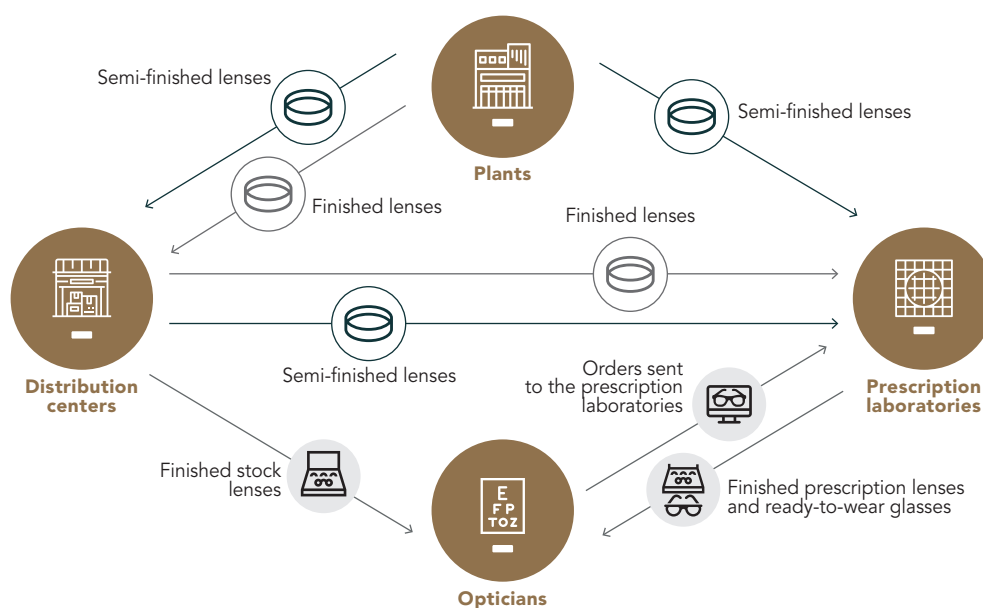 Semi-finished lenses
Semi-finished lenses
Plants
Finished lenses
Finished lenses
Distribution
centers
Semi-finished lenses
Orders sent
to the prescription
laboratories
Prescription
laboratories
Finished stock
lenses
E
F P
TOZ
Finished prescription lenses
and ready-to-wear glasses
Opticians